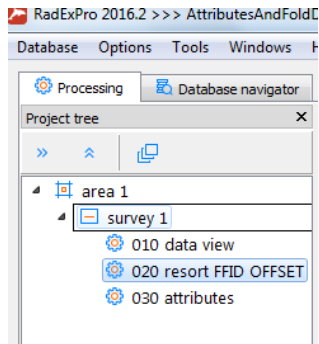 RadExPro 2016.2 >>> AttributesAndFold
Database Options Tools Windows
Processing Database navigator
Project tree
area 1
survey 1
010 data view
020 resort FFID OFFSET
030 attributes